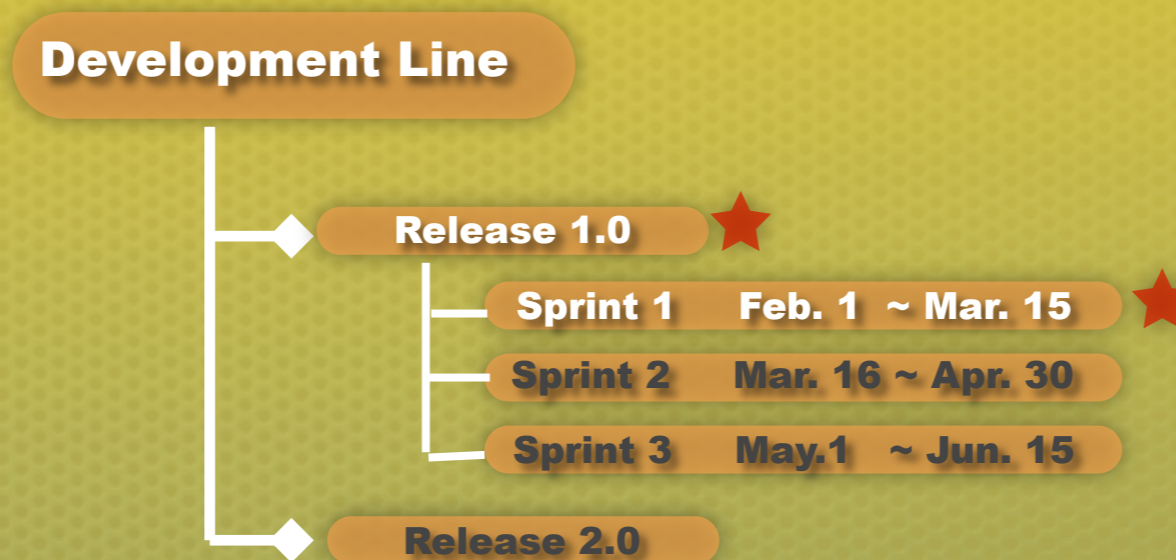 Development Line
Release 1.0
Sprint 1 Feb. 1 ~ Mar. 15
Sprint 2 Mar. 16 ~ Apr. 30
Sprint 3 May.1 ~ Jun. 15
Release 2.0